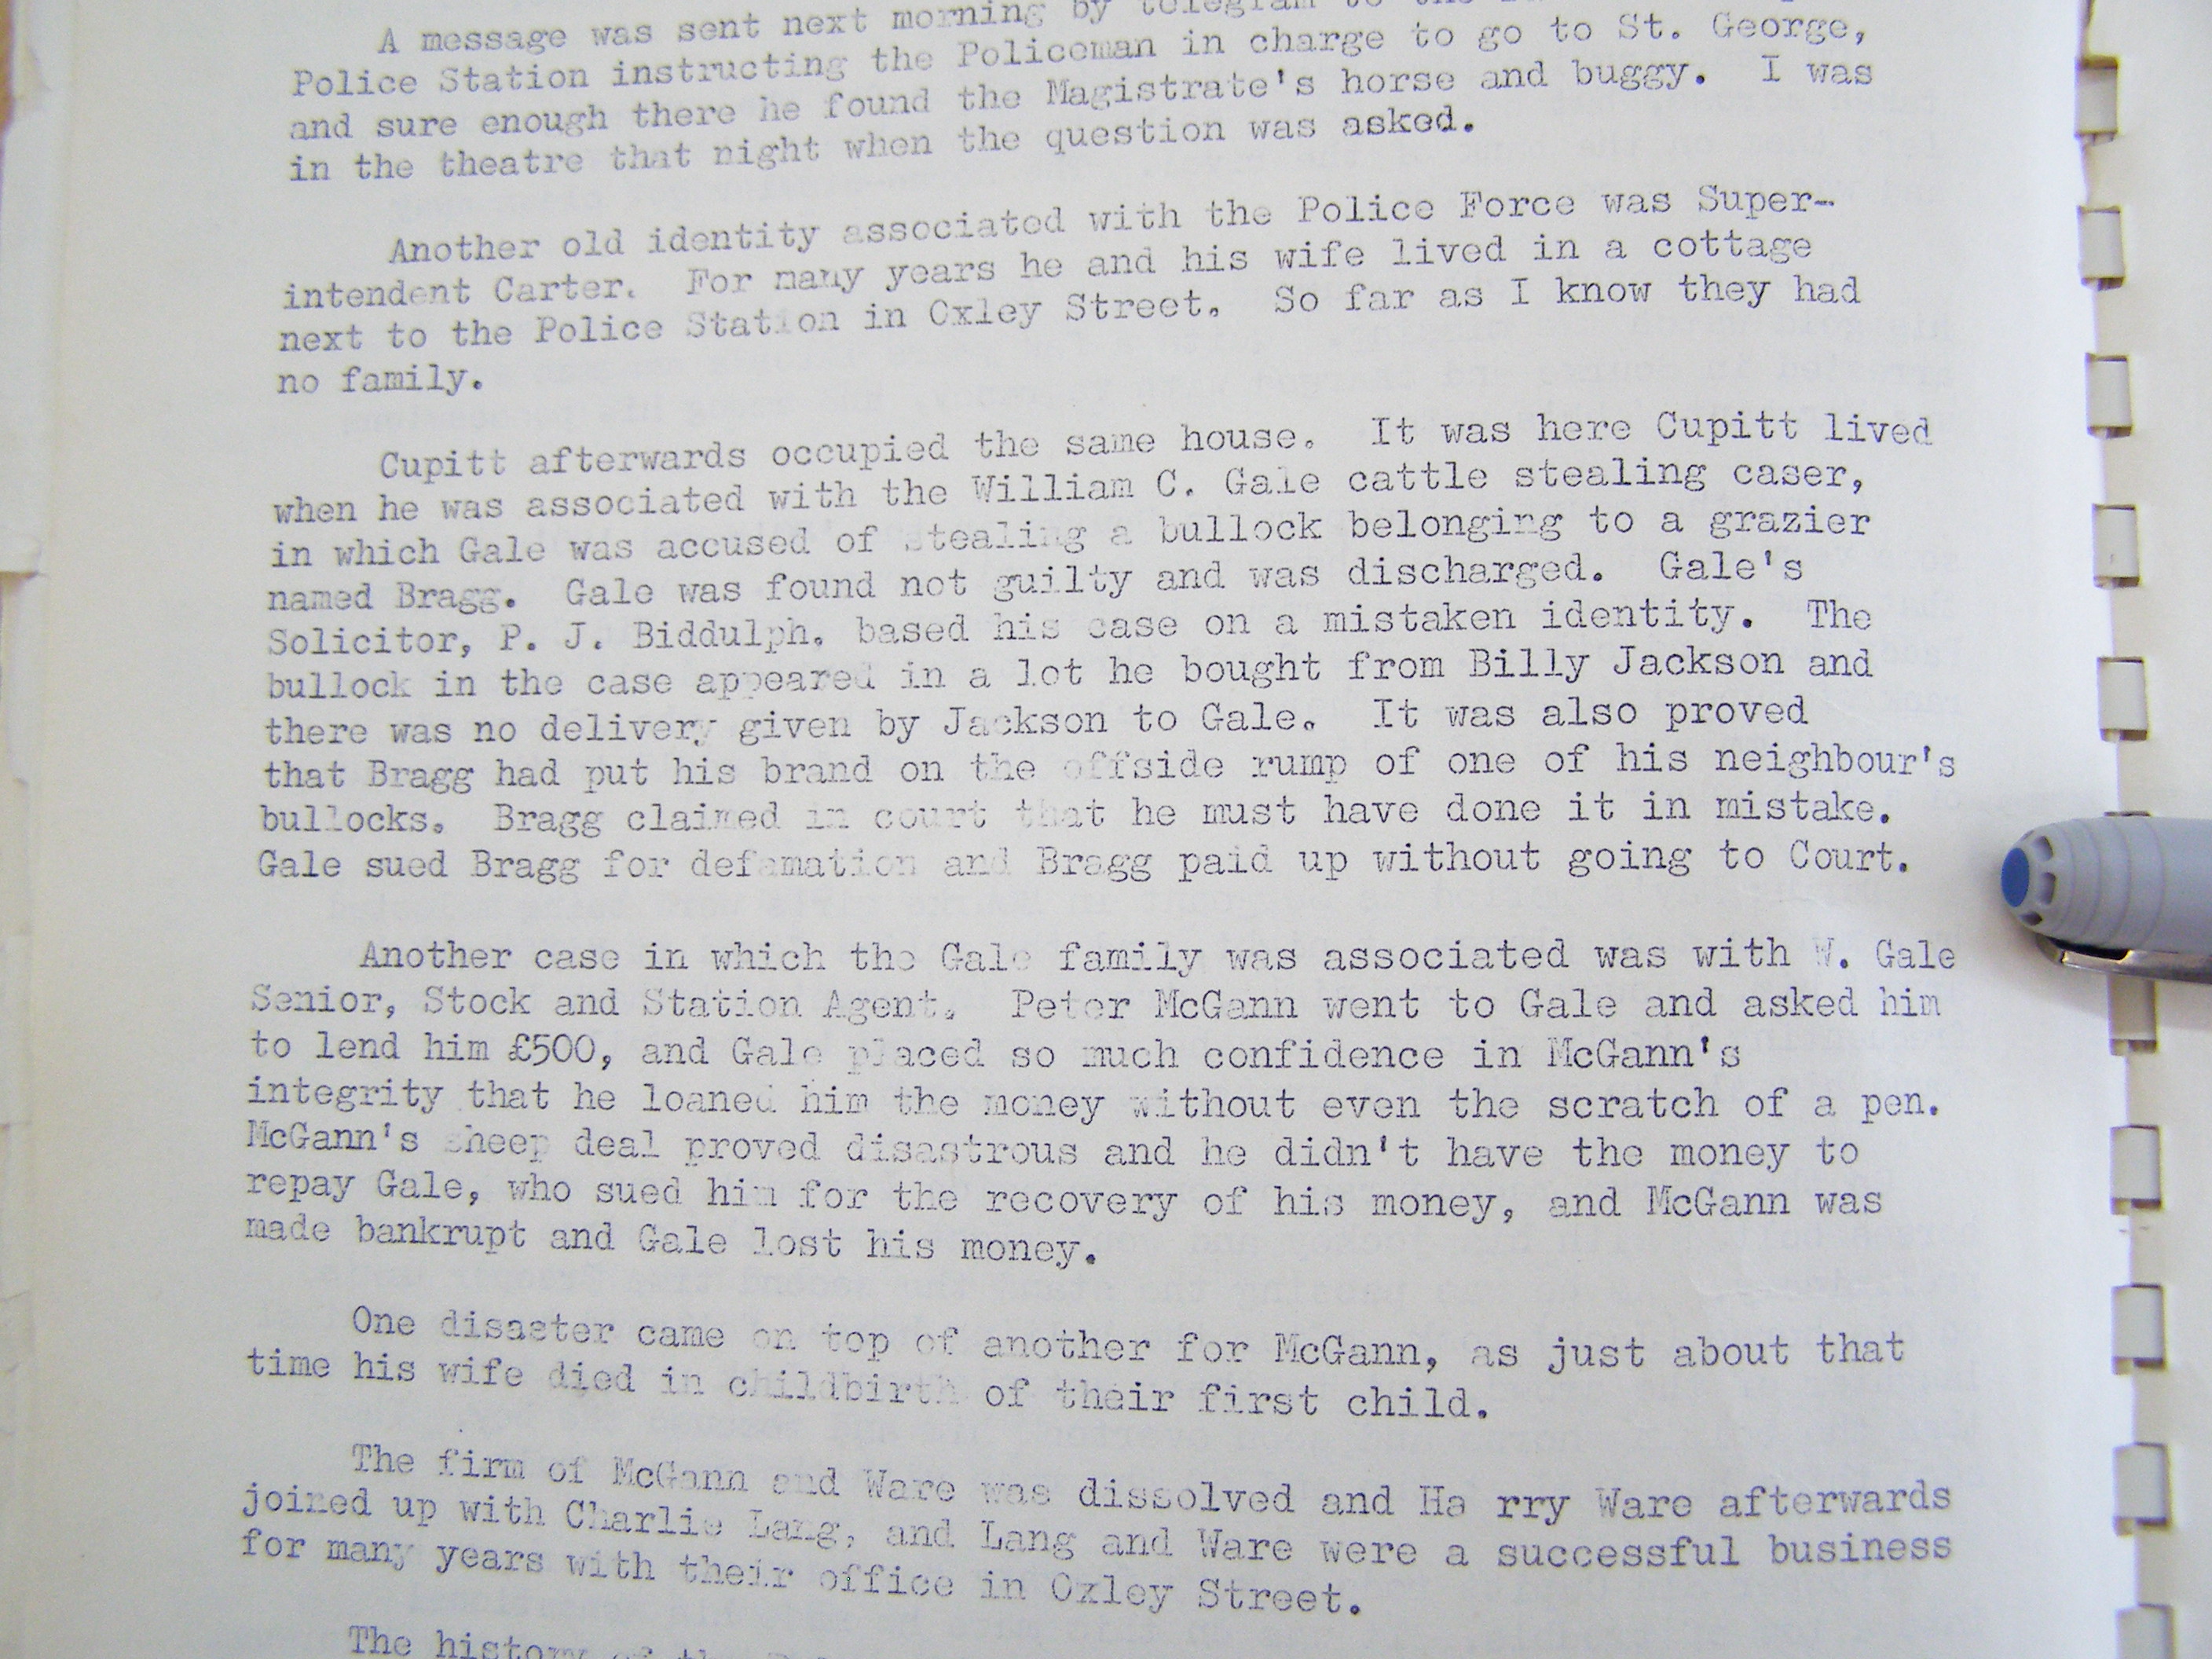 A message was sent next morning by telegram to the
Police Station instructing the Policeman in charge to go to St. George,
and sure enough there he found the Magistrate's horse and buggy.  I was
in the theatre that night when the question was asked.
Another old identity associated with the Police Force was Super-
intendent Carter.  For many years he and his wife lived in a cottage
next to the Police Station in Oxley Street.  So far as I know they had
no family.
Cupitt afterwards occupied the same house.  It was here Cupitt lived
when he was associated with the William C. Gale cattle stealing caser,
in which Gale was accused of stealing a bullock belonging to a grazier
named Bragg.  Gale was found not guilty and was discharged.  Gale's
Solicitor, P. J. Biddulph. based his case on a mistaken identity.  The
bullock in the case appeared in a lot he bought from Billy Jackson and
there was no delivery given by Jackson to Gale.  It was also proved
that Bragg had put his brand on the offside rump of one of his neighbour's
bullocks.  Bragg claimed in court that he must have done it in mistake.
Gale sued Bragg for defamation and Bragg paid up without going to Court.
Another case in which the Gale family was associated was with W. Gale
Senior, Stock and Station Agent.  Peter McGann went to Gale and asked him
to lend him £500, and Gale placed so much confidence in McGann's
integrity that he loaned him the money without even the scratch of a pen.
McGann's sheep deal proved disastrous and he didn't have the money to
repay Gale, who sued him for the recovery of his money, and McGann was
made bankrupt and Gale lost his money.
One disaster came on top of another for McGann, as just about that
time his wife died in childbirth of their first child.
The firm of McGann and Ware was dissolved and Ha rry Ware afterwards
joined up with Charlie Lang, and Lang and Ware were a successful business
for many years with their office in Oxley Street.
The history of the